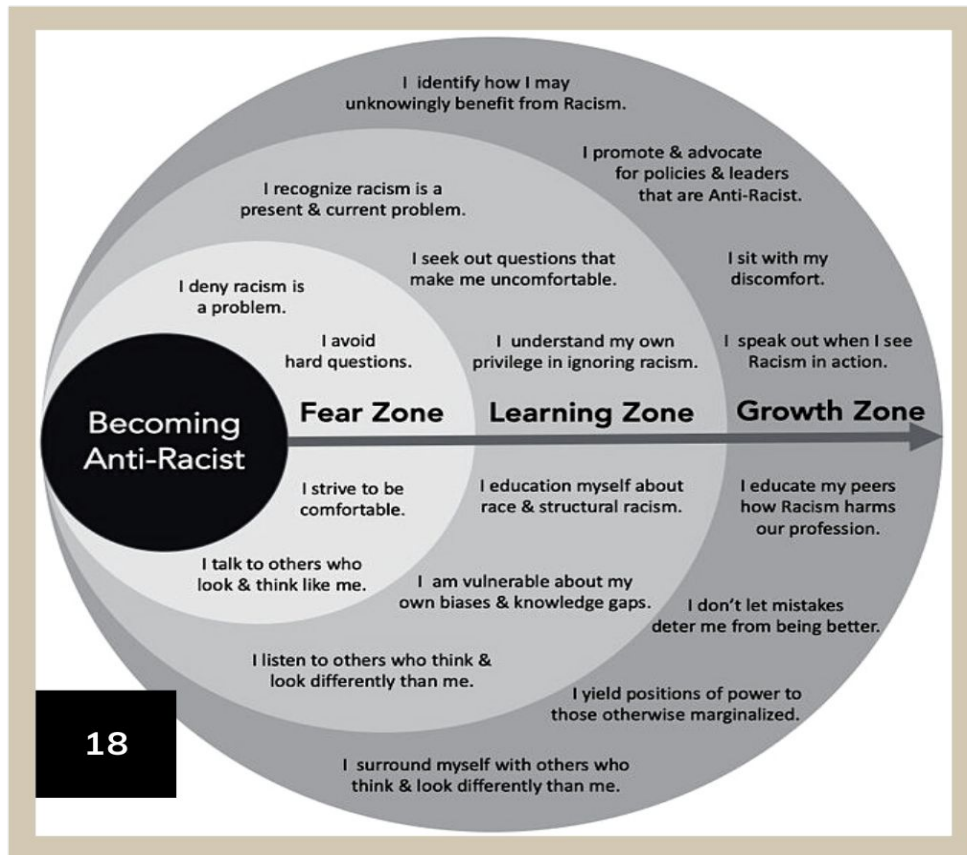 I identify how I may
unknowingly benefit from Racism.
I promote & advocate
for policies & leaders
that are Anti-Racist.
I recognize racism is a
present & current problem.
I seek out questions that
make me uncomfortable.
I sit with my
discomfort.
I deny racism is
a problem.
I avoid
hard questions.
I understand my own
privilege in ignoring racism.
I speak out when I see
Racism in action.
Becoming
Anti-Racist
Fear Zone
Learning Zone
Growth Zone
I strive to be
comfortable.
I education myself about
race & structural racism.
I educate my peers
how Racism harms
our profession.
I talk to others who
look & think like me.
I am vulnerable about my
own biases & knowledge gaps.
I don't let mistakes
deter me from being better.
I listen to others who think &
look differently than me.
I yield positions of power to
those otherwise marginalized.
I surround myself with others who
think & look differently than me.
18